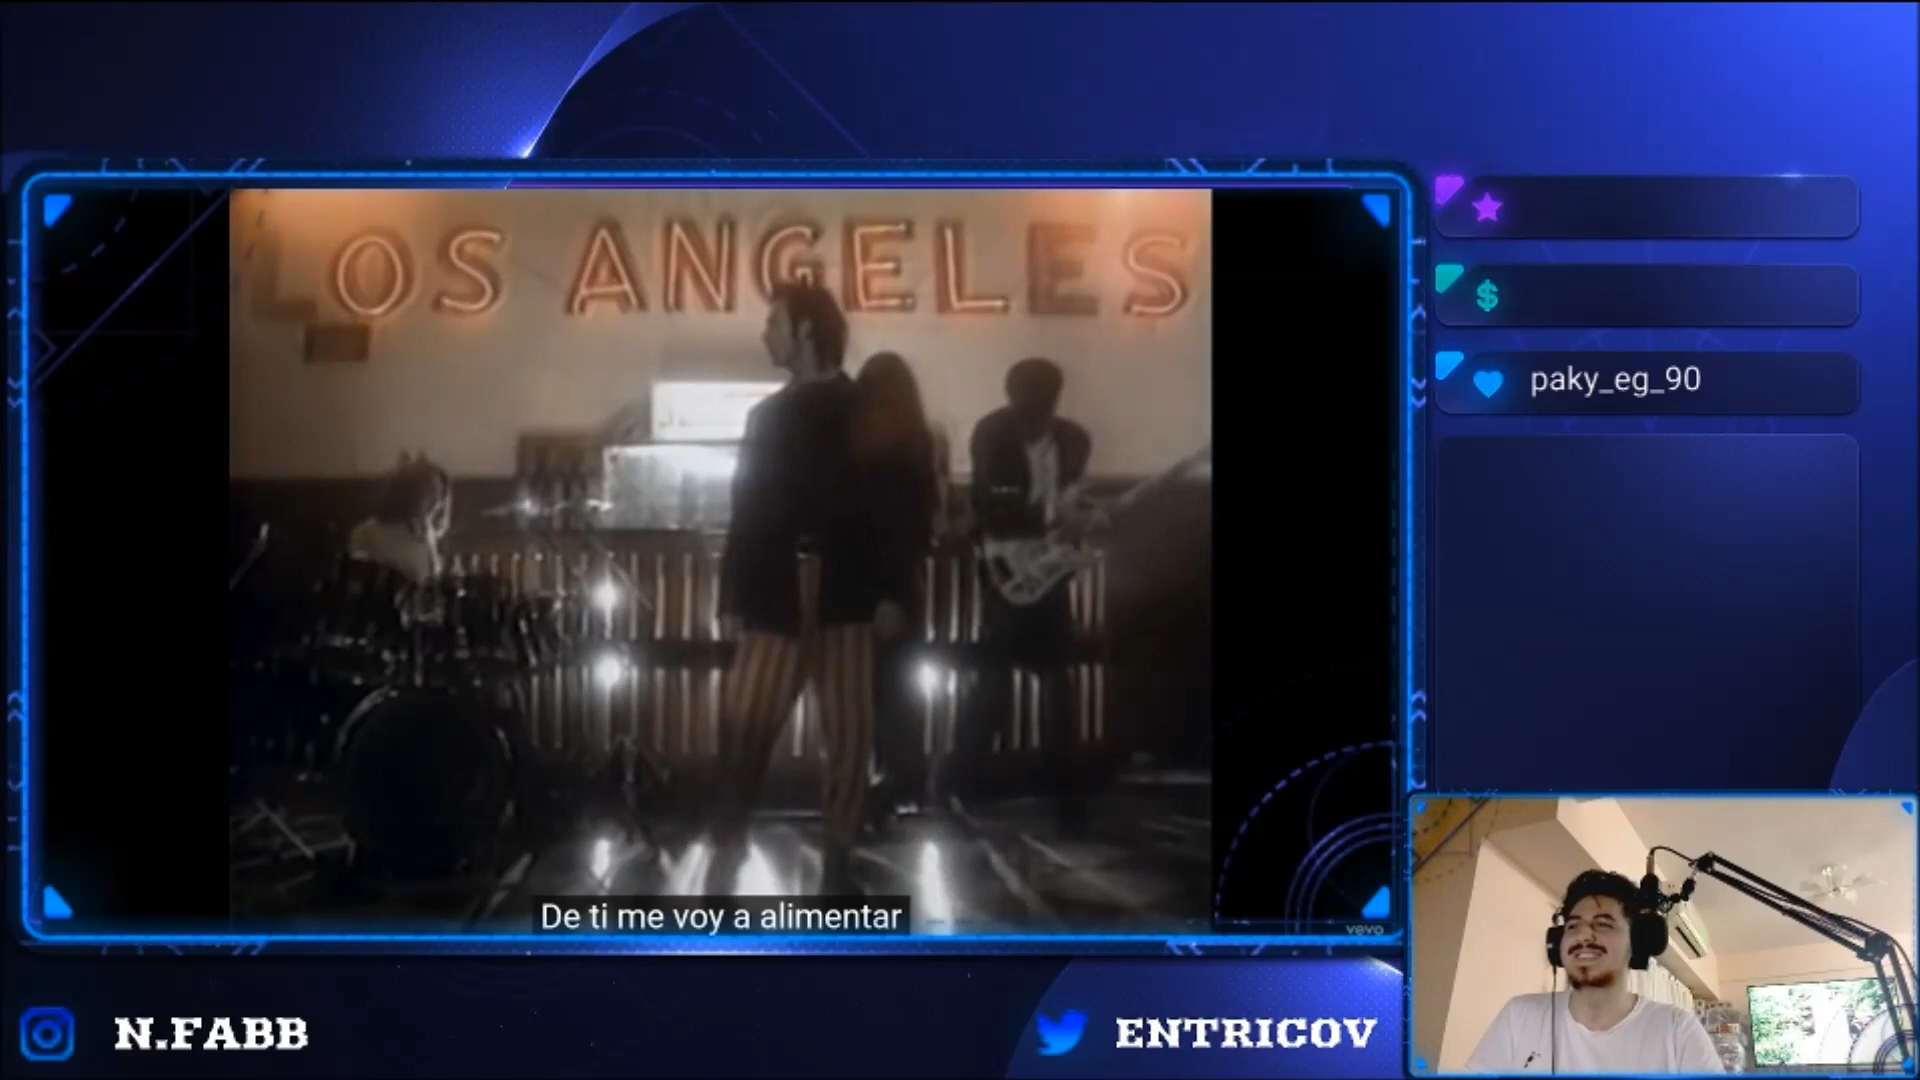 LOS ANGELES
De ti me voy a alimentar
vevo
$
paky_eg_90
N.FABB
ENTRICOV